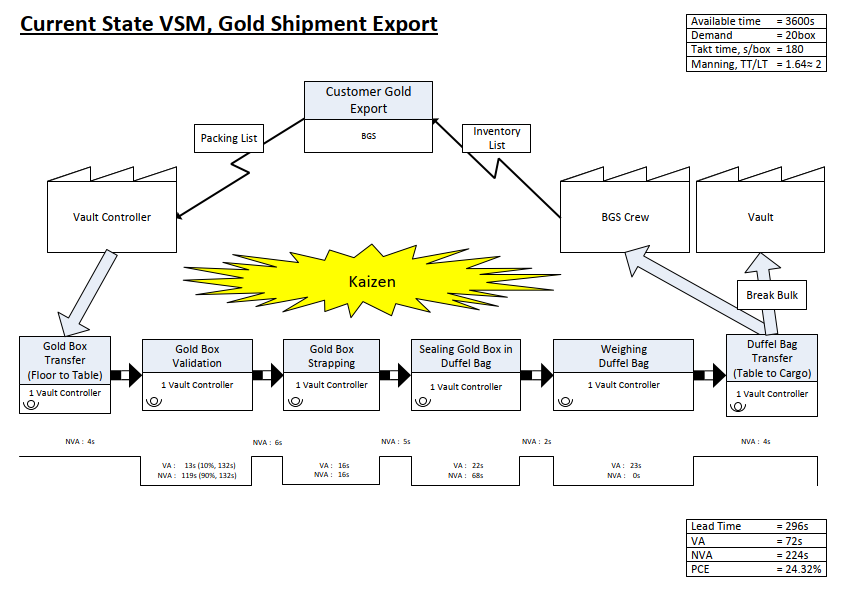 Current State VSM, Gold Shipment Export
Available time = 3600s
Demand = 20box
Takt time, s/box = 180
Manning, TT/LT = 1.64≈ 2
Customer Gold
Export
BGS
Packing List
Inventory
List
Vault Controller
BGS Crew
Vault
Kaizen
Break Bulk
Gold Box
Transfer
(Floor to Table)
1 Vault Controller
Gold Box
Validation
1 Vault Controller
Gold Box
Strapping
1 Vault Controller
Sealing Gold Box in
Duffel Bag
1 Vault Controller
Weighing
Duffel Bag
1 Vault Controller
Duffel Bag
Transfer
(Table to Cargo)
1 Vault Controller
NVA : 4s
NVA : 6s
NVA : 5s
NVA : 2s
NVA : 4s
VA : 13s (10%, 132s)
NVA : 119s (90%, 132s)
VA : 16s
NVA : 16s
VA : 22s
NVA : 68s
VA : 23s
NVA : 0s
Lead Time = 296s
VA = 72s
NVA = 224s
PCE = 24.32%